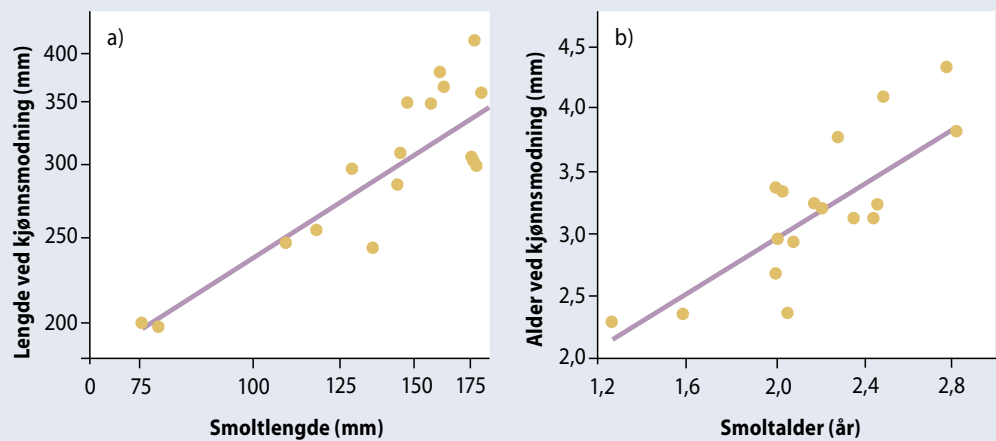 a)
Lengde ved kjønnsmodning (mm)
400
350
300
250
200
0 75 100 125 150 175
Smoltlengde (mm)
b)
Alder ved kjønnsmodning (mm)
4,5
4,0
3,5
3,0
2,5
2,0
1,2 1,6 2,0 2,4 2,8
Smoltalder (år)